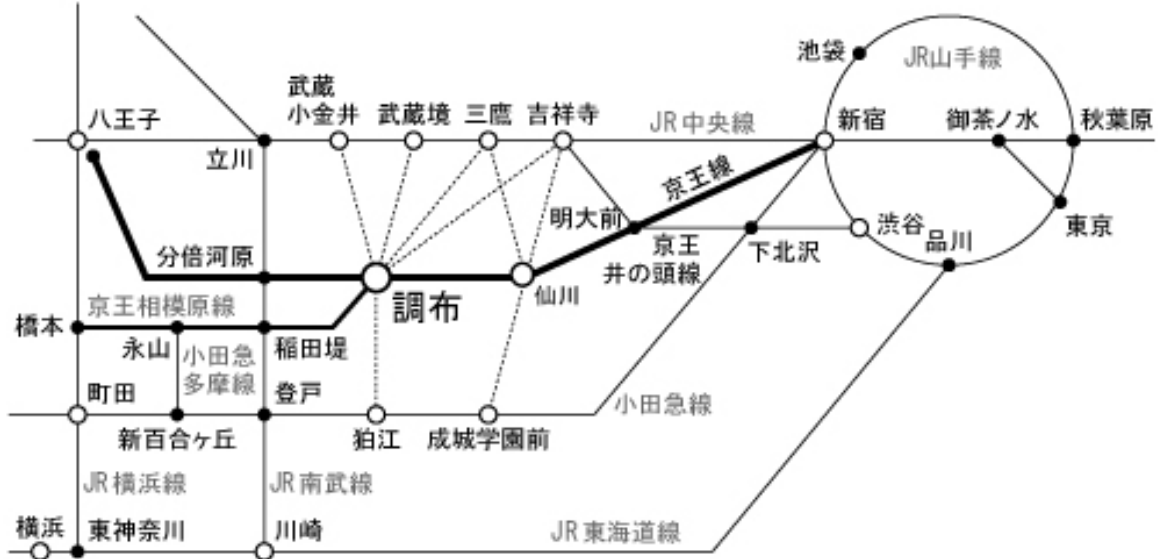 池袋
JR山手線
武蔵
小金井
武蔵境
三鷹
吉祥寺
八王子
JR中央線
新宿
御茶ノ水
秋葉原
立川
京王線
明大前
渋谷
東京
分倍河原
京王
井の頭線
下北沢
品川
仙川
調布
京王相模原線
橋本
永山
小田急
多摩線
稲田堤
町田
登戸
小田急線
新百合ヶ丘
狛江
成城学園前
JR横浜線
JR南武線
横浜
東神奈川
川崎
JR東海道線